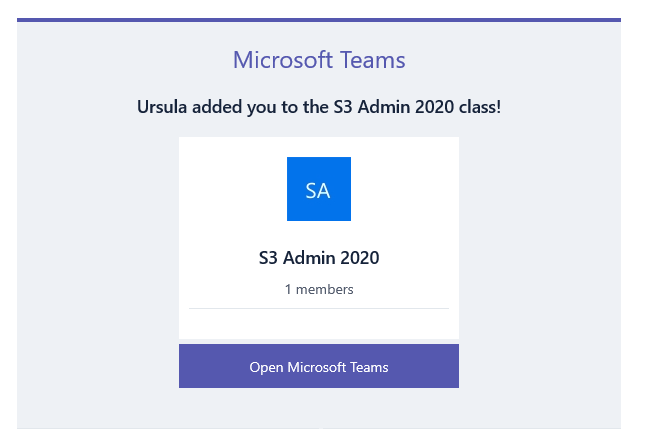 Microsoft Teams
Ursula added you to the S3 Admin 2020 class!
SA
S3 Admin 2020
1 members
Open Microsoft Teams